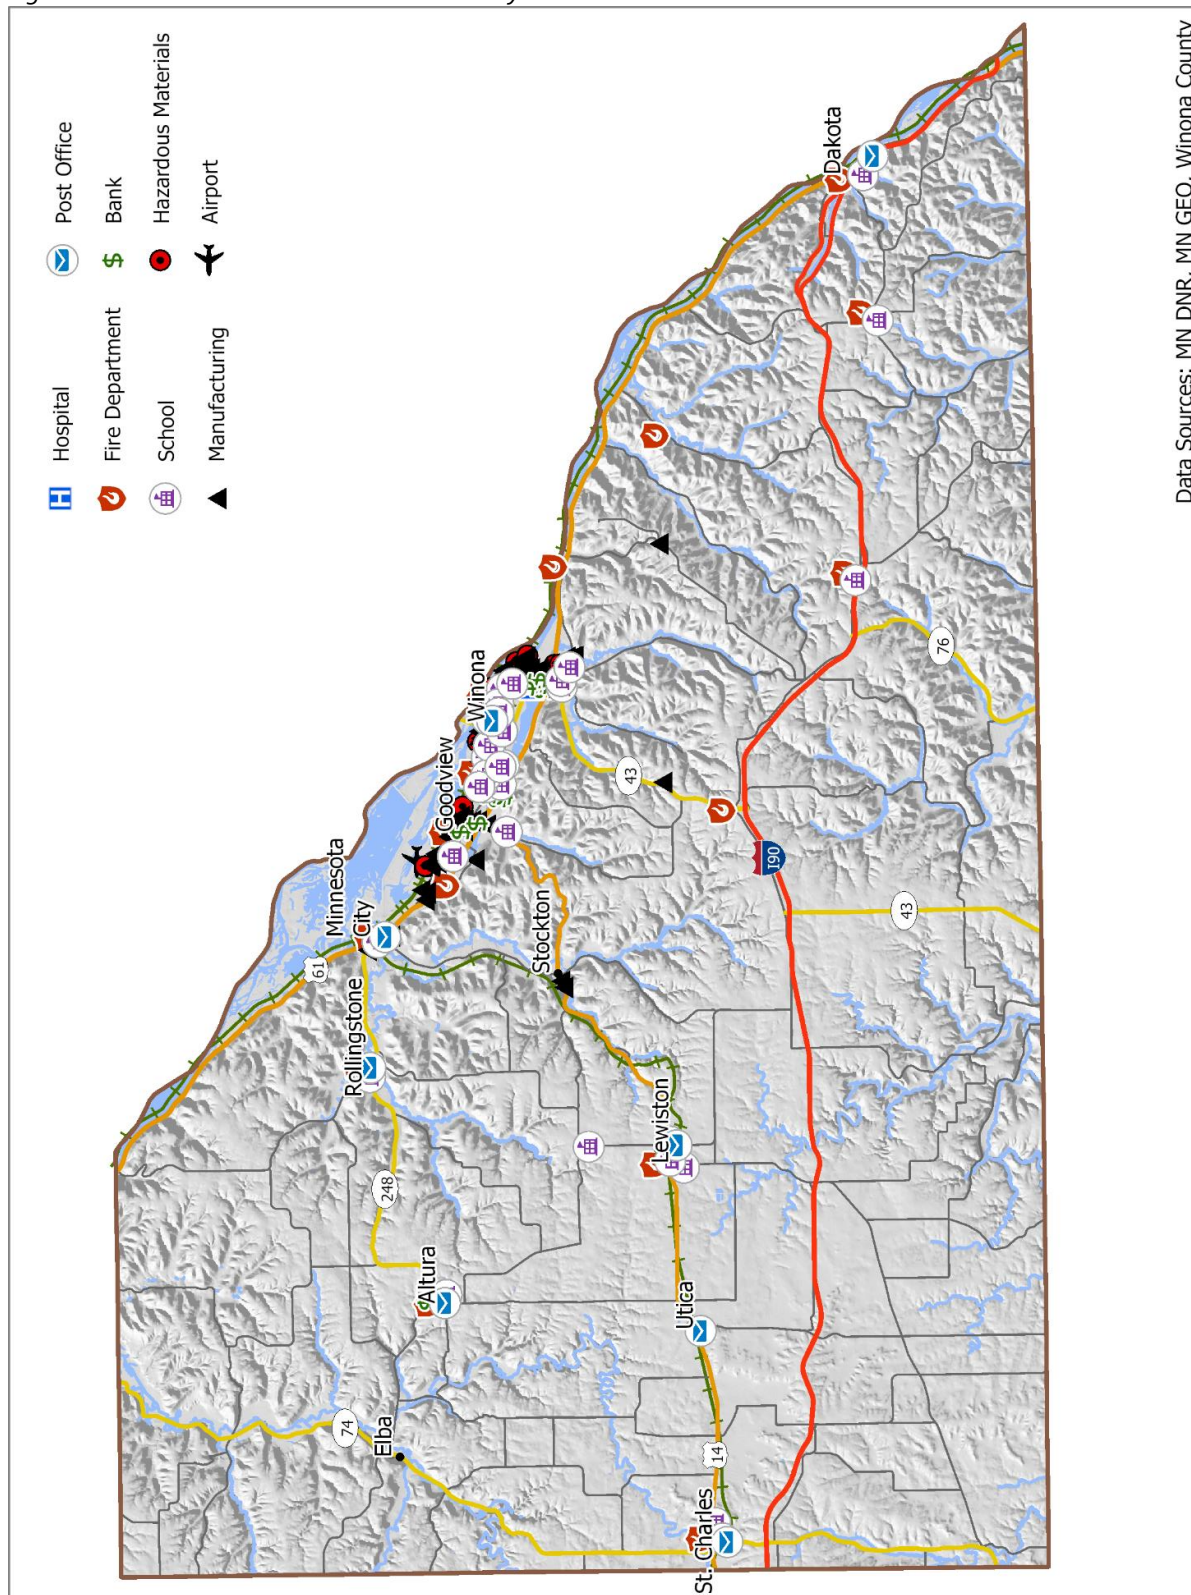 Hospital
Fire Department
School
Manufacturing
Post Office
Bank
Hazardous Materials
Airport
Minnesota
City
Goodview
Winona
Dakota
Rollingstone
Stockton
Lewiston
Altura
Utica
Elba
St. Charles
61
248
74
14
43
43
76
I90
Data Sources: MN DNR, MN GEO, Winona County